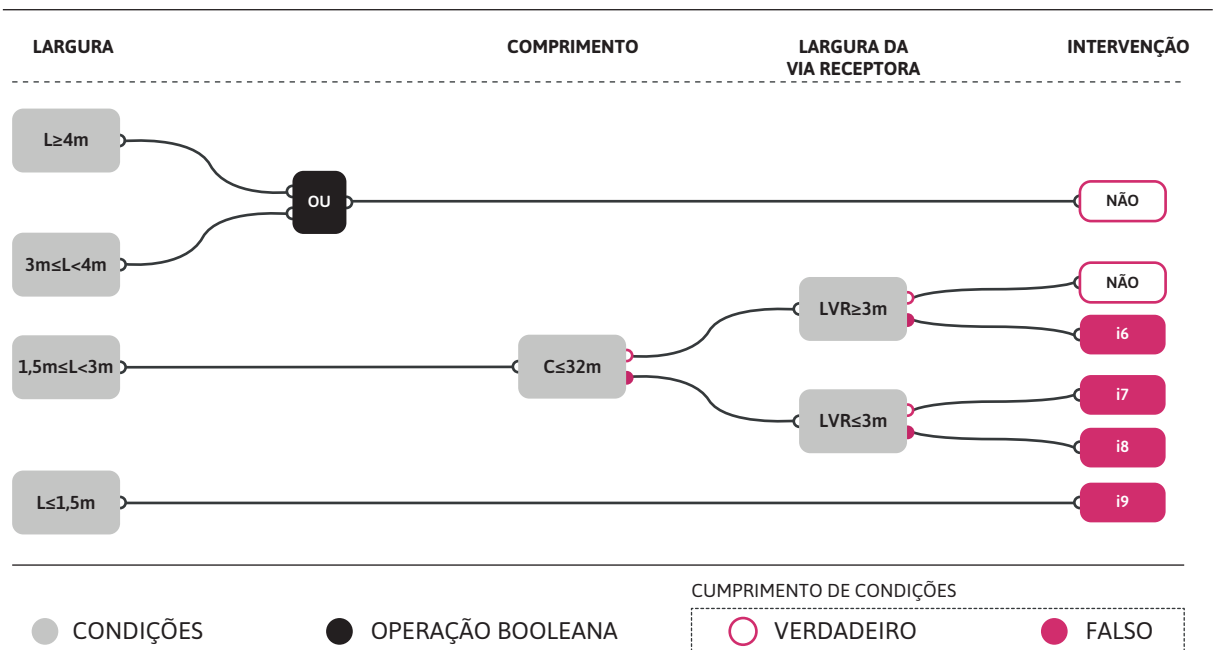 LARGURA
COMPRIMENTO
LARGURA DA
VIA RECEPTORA
INTERVENÇÃO
L≥4m
3m≤L<4m
OU
NÃO
1,5m≤L<3m
C≤32m
LVR≥3m
NÃO
i6
LVR≤3m
i7
i8
L≤1,5m
i9
CUMPRIMENTO DE CONDIÇÕES
CONDIÇÕES
OPERAÇÃO BOOLEANA
VERDADEIRO
FALSO